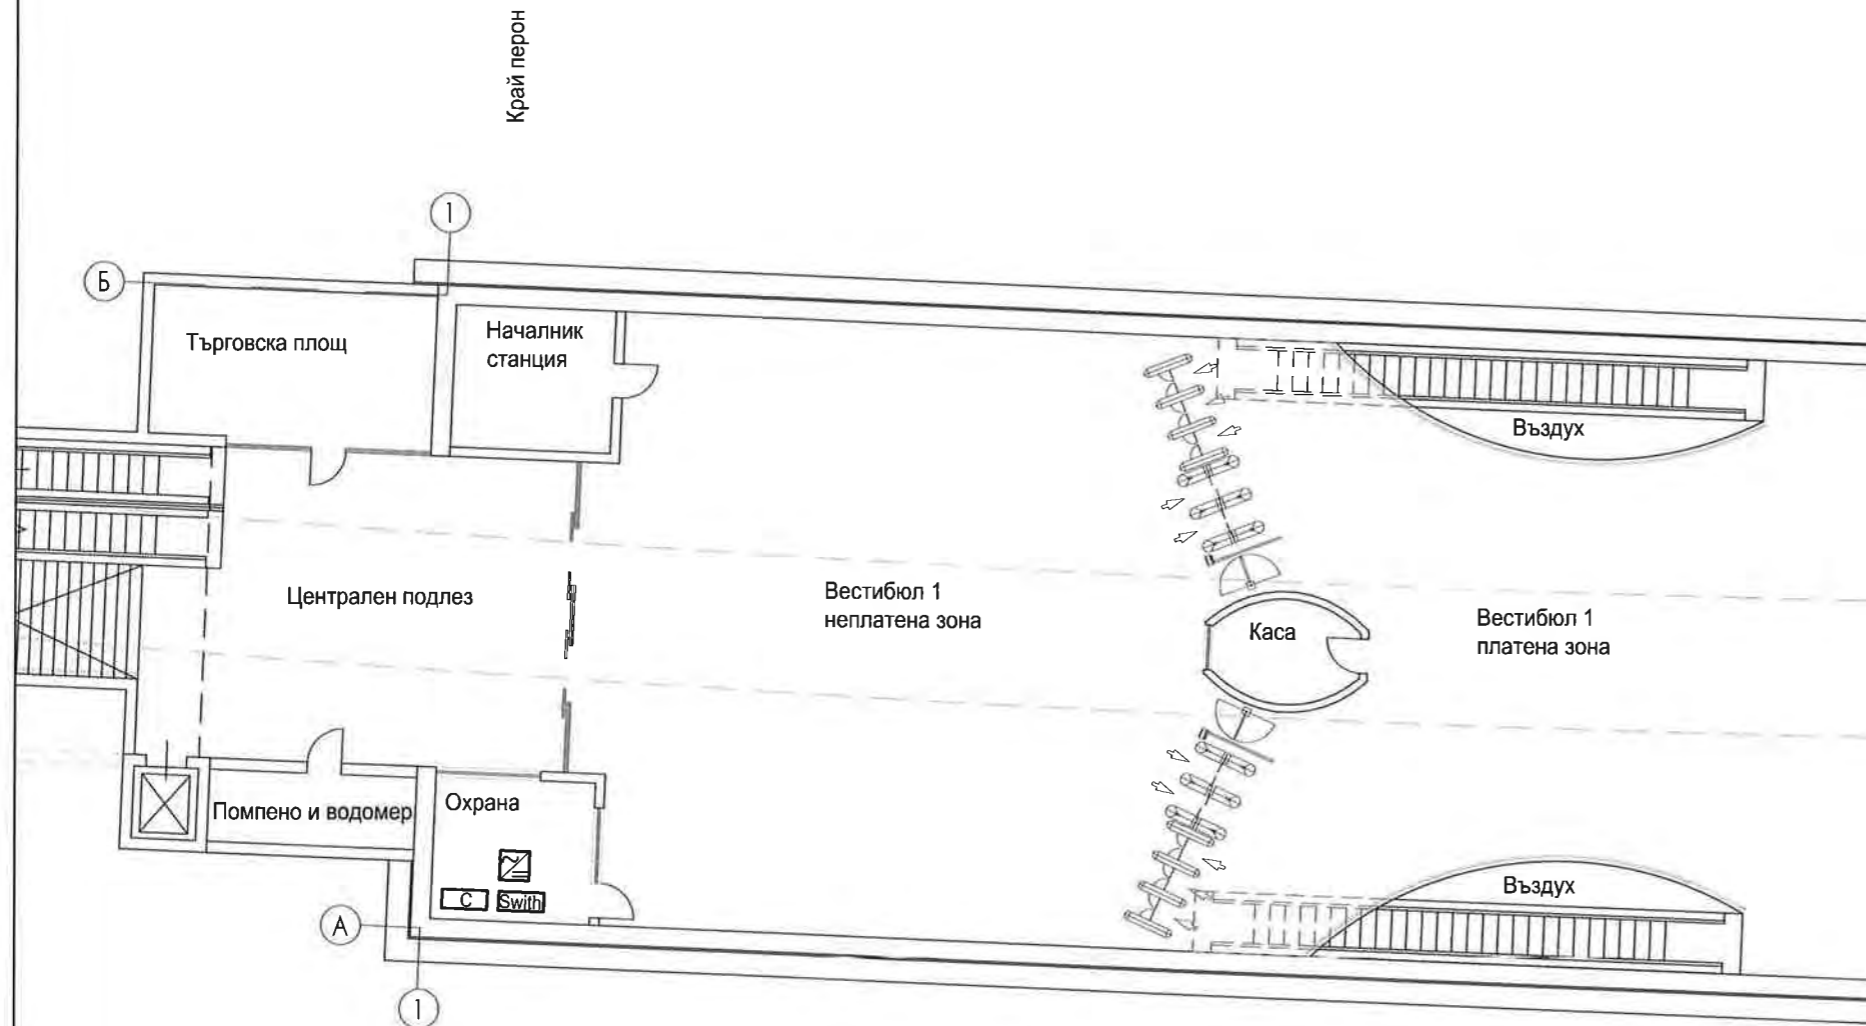 Край перон
1
Б
Търговска площ
Началник
станция
Въздух
Централен подлез
Вестибюл 1
неплатена зона
Каса
Вестибюл 1
платена зона
Помпено и водомер
Охрана
C
Swith
Въздух
А
1